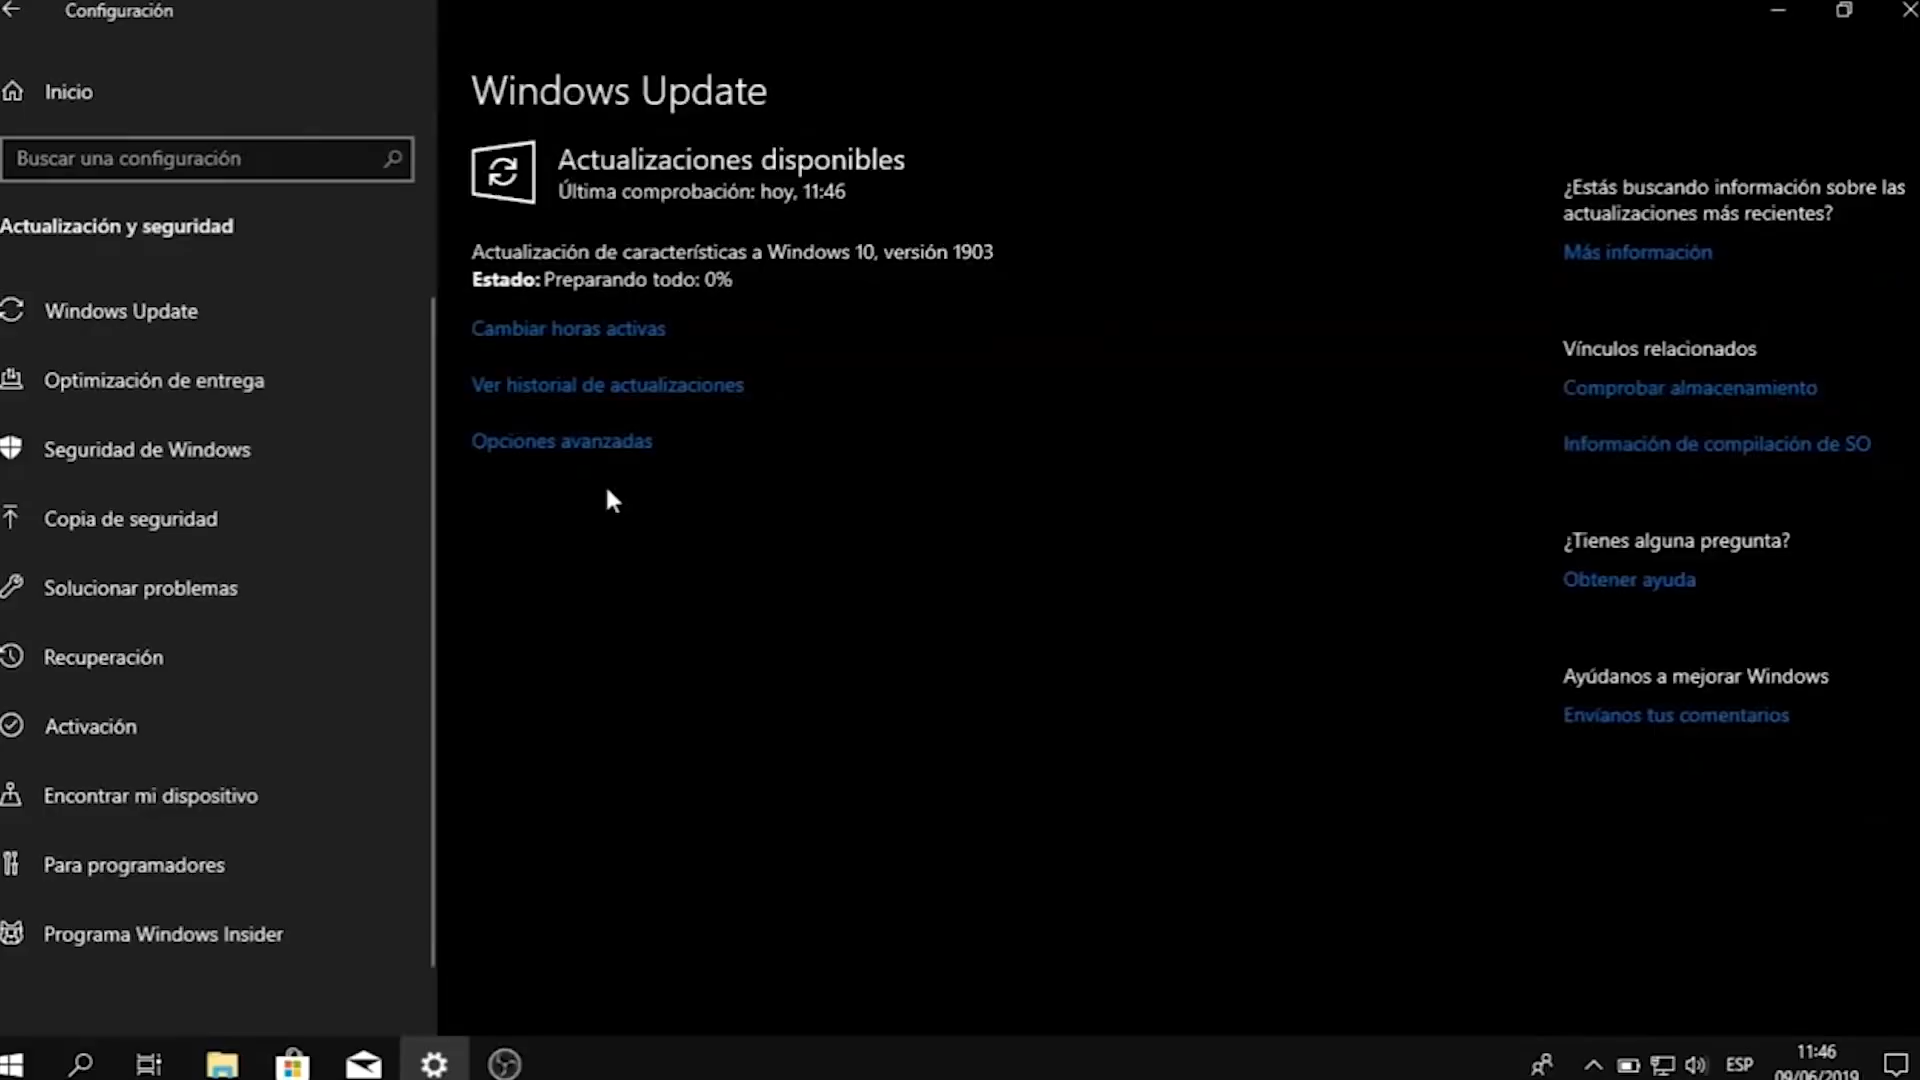 Configuración
Inicio
Buscar una configuración
Actualización y seguridad
Windows Update
Optimización de entrega
Seguridad de Windows
Copia de seguridad
Solucionar problemas
Recuperación
Activación
Encontrar mi dispositivo
Para programadores
Programa Windows Insider
Windows Update
Actualizaciones disponibles
Última comprobación: hoy, 11:46
Actualización de características a Windows 10, versión 1903
Estado: Preparando todo: 0%
Cambiar horas activas
Ver historial de actualizaciones
Opciones avanzadas
¿Estás buscando información sobre las
actualizaciones más recientes?
Más información
Vínculos relacionados
Comprobar almacenamiento
Información de compilación de SO
¿Tienes alguna pregunta?
Obtener ayuda
Ayúdanos a mejorar Windows
Envíanos tus comentarios
ESP
11:46
09/06/2019